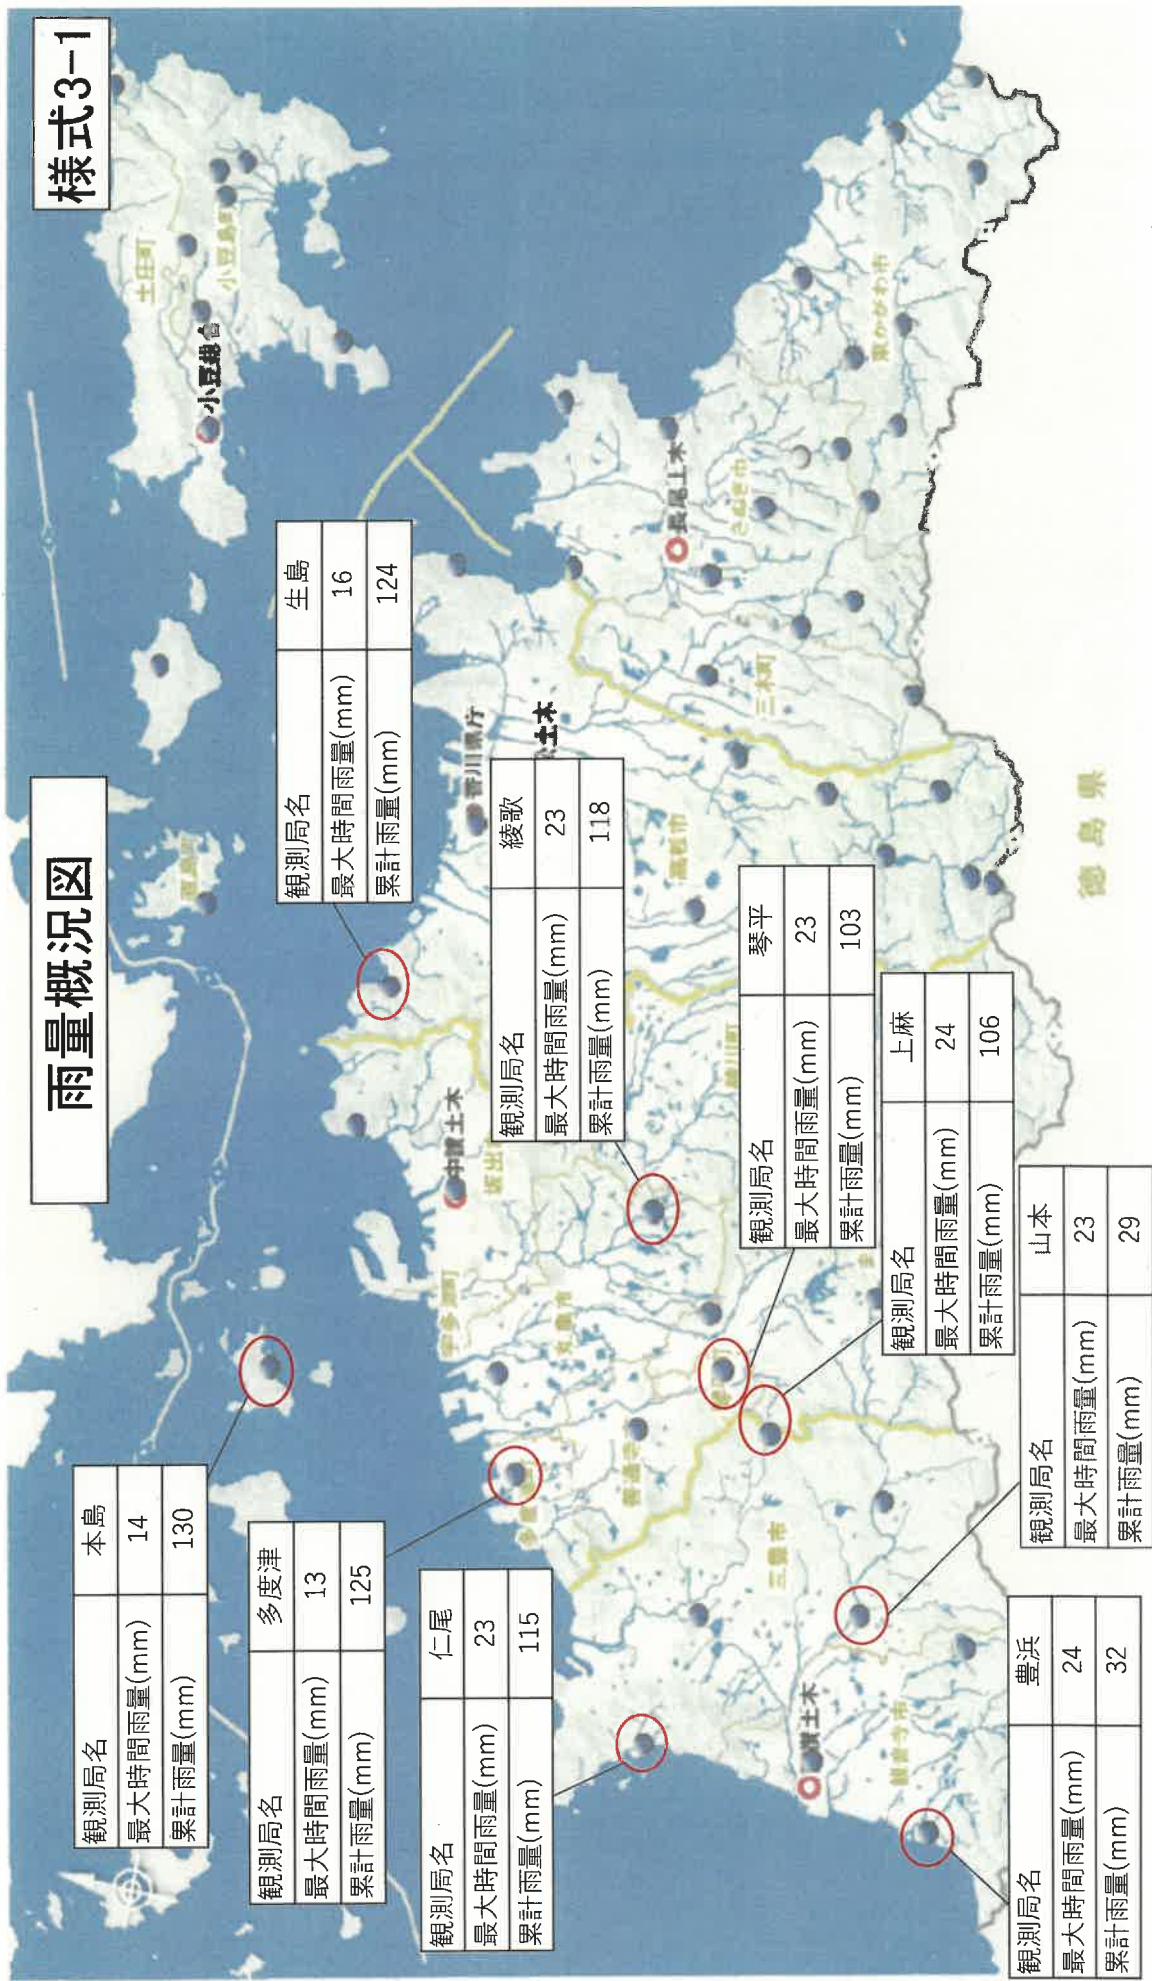 様式3-1
雨量概況図
観測局名 本島
最大時間雨量(mm) 14
累計雨量(mm) 130
観測局名 多度津
最大時間雨量(mm) 13
累計雨量(mm) 125
観測局名 仁尾
最大時間雨量(mm) 23
累計雨量(mm) 115
観測局名 生島
最大時間雨量(mm) 16
累計雨量(mm) 124
観測局名 綾歌
最大時間雨量(mm) 23
累計雨量(mm) 118
観測局名 琴平
最大時間雨量(mm) 23
累計雨量(mm) 103
観測局名 上麻
最大時間雨量(mm) 24
累計雨量(mm) 106
観測局名 山本
最大時間雨量(mm) 23
累計雨量(mm) 29
観測局名 豊浜
最大時間雨量(mm) 24
累計雨量(mm) 32
土庄町
小豆島町
小豆総合
直島町
香川県庁
土木
中讃土木
坂出
宇多津町
丸亀市
善通寺
三豊市
讃土木
観音寺市
高松市
綾川町
三木町
長尾土木
さぬき市
東かがわ市
徳島県